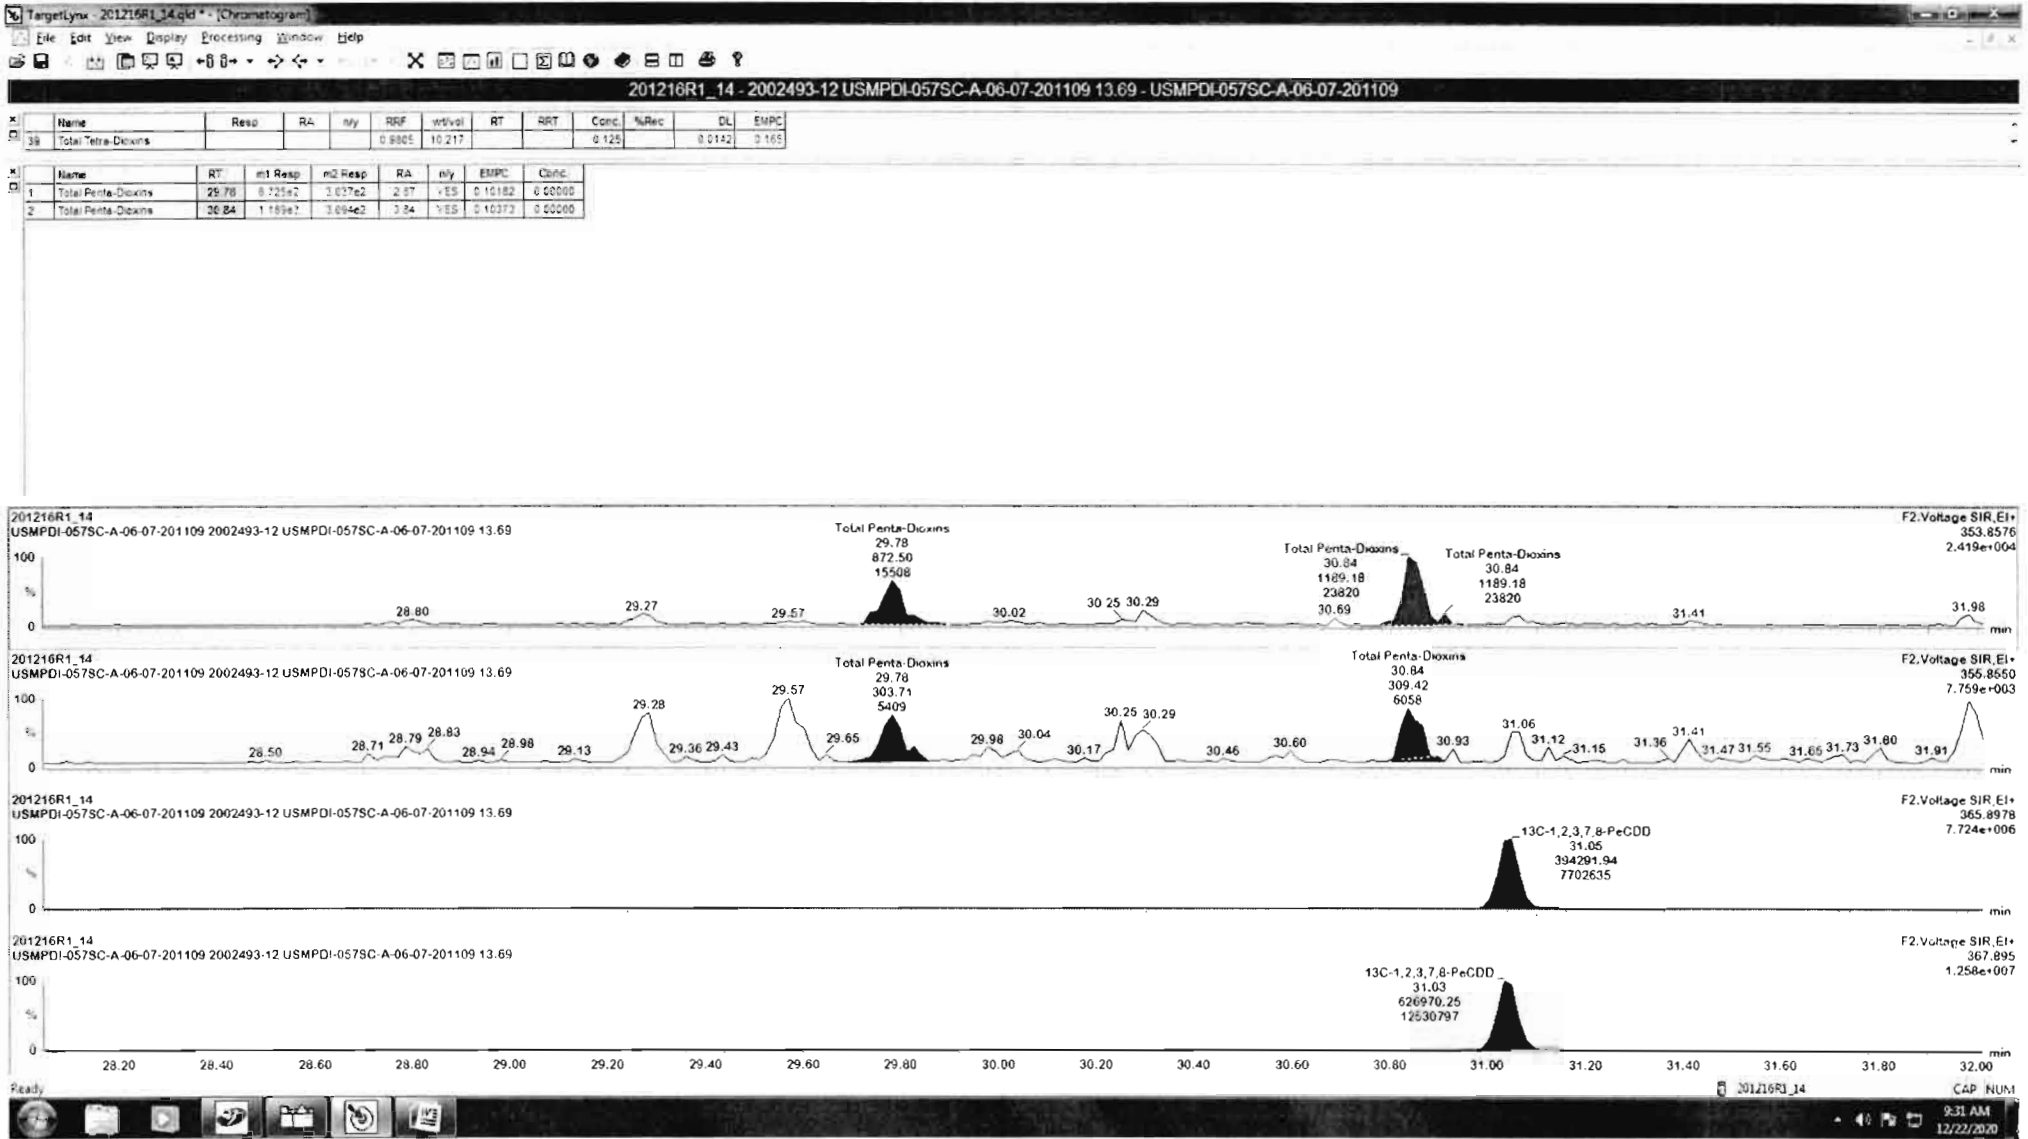 TargetLynx - 201216R1_14.qld * - [Chromatogram]
File Edit View Display Processing Window Help
201216R1_14 - 2002493-12 USMPDI-057SC-A-06-07-201109 13.69 - USMPDI-057SC-A-06-07-201109
Name Resp RA n/y RRF wt/vol RT RRT Conc. %Rec DL EMPC
39 Total Tetra-Dioxins 0.9805 10.217 0.125 0.0142 0.165
Name RT m1 Resp m2 Resp RA n/y EMPC Conc.
1 Total Penta-Dioxins 29.78 8.725e2 3.037e2 2.87 YES 0.10182 0.00000
2 Total Penta-Dioxins 30.84 1.189e3 3.094e2 3.84 YES 0.10373 0.00000
201216R1_14
USMPDI-057SC-A-06-07-201109 2002493-12 USMPDI-057SC-A-06-07-201109 13.69
F2:Voltage SIR,EI+
353.8576
2.419e+004
100
%
0
28.80
29.27
29.57
Total Penta-Dioxins
29.78
872.50
15508
30.02
30.25
30.29
Total Penta-Dioxins
30.84
1189.18
23820
30.69
Total Penta-Dioxins
30.84
1189.18
23820
31.41
31.98
min
201216R1_14
USMPDI-057SC-A-06-07-201109 2002493-12 USMPDI-057SC-A-06-07-201109 13.69
F2:Voltage SIR,EI+
355.8550
7.759e+003
100
%
0
28.50
28.71
28.79
28.83
28.94
28.98
29.13
29.28
29.36
29.43
29.57
29.65
Total Penta-Dioxins
29.78
303.71
5409
29.98
30.04
30.17
30.25
30.29
30.46
30.60
Total Penta-Dioxins
30.84
309.42
6058
30.93
31.06
31.12
31.15
31.36
31.41
31.47
31.55
31.65
31.73
31.80
31.91
min
201216R1_14
USMPDI-057SC-A-06-07-201109 2002493-12 USMPDI-057SC-A-06-07-201109 13.69
F2:Voltage SIR,EI+
365.8978
7.724e+006
100
%
0
13C-1,2,3,7,8-PeCDD
31.05
394291.94
7702635
min
201216R1_14
USMPDI-057SC-A-06-07-201109 2002493-12 USMPDI-057SC-A-06-07-201109 13.69
F2:Voltage SIR,EI+
367.895
1.258e+007
100
%
0
13C-1,2,3,7,8-PeCDD
31.03
626970.25
12530797
min
28.20 28.40 28.60 28.80 29.00 29.20 29.40 29.60 29.80 30.00 30.20 30.40 30.60 30.80 31.00 31.20 31.40 31.60 31.80 32.00
Ready 201216R1_14 CAP NUM
9:31 AM
12/22/2020